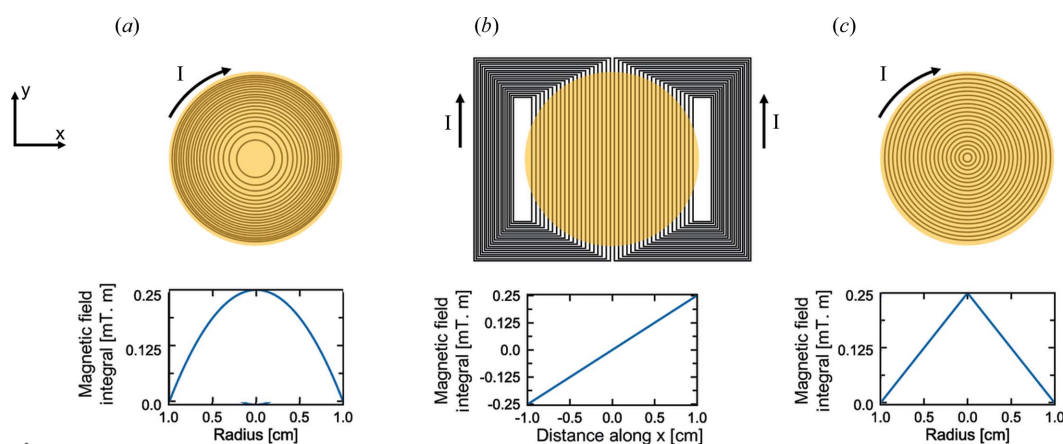 (a)
(b)
(c)
I
I
I
I
y
x
Magnetic field
integral [mT. m]
0.25
0.125
0.0
1.0
0.5
0.0
0.5
1.0
Radius [cm]
Magnetic field
integral [mT. m]
0.25
0.125
0.0
-0.125
-0.25
-1.0
-0.5
0.0
0.5
1.0
Distance along x [cm]
Magnetic field
integral [mT. m]
0.25
0.125
0.0
1.0
0.5
0.0
0.5
1.0
Radius [cm]